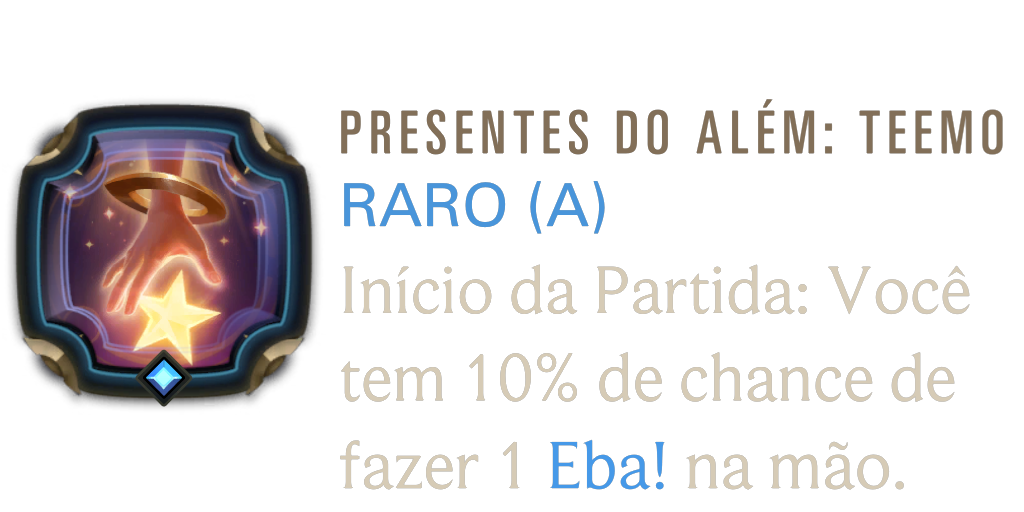 PRESENTES DO ALÉM: TEEMO
RARO (A)
Início da Partida: Você
tem 10% de chance de
fazer 1 Eba! na mão.